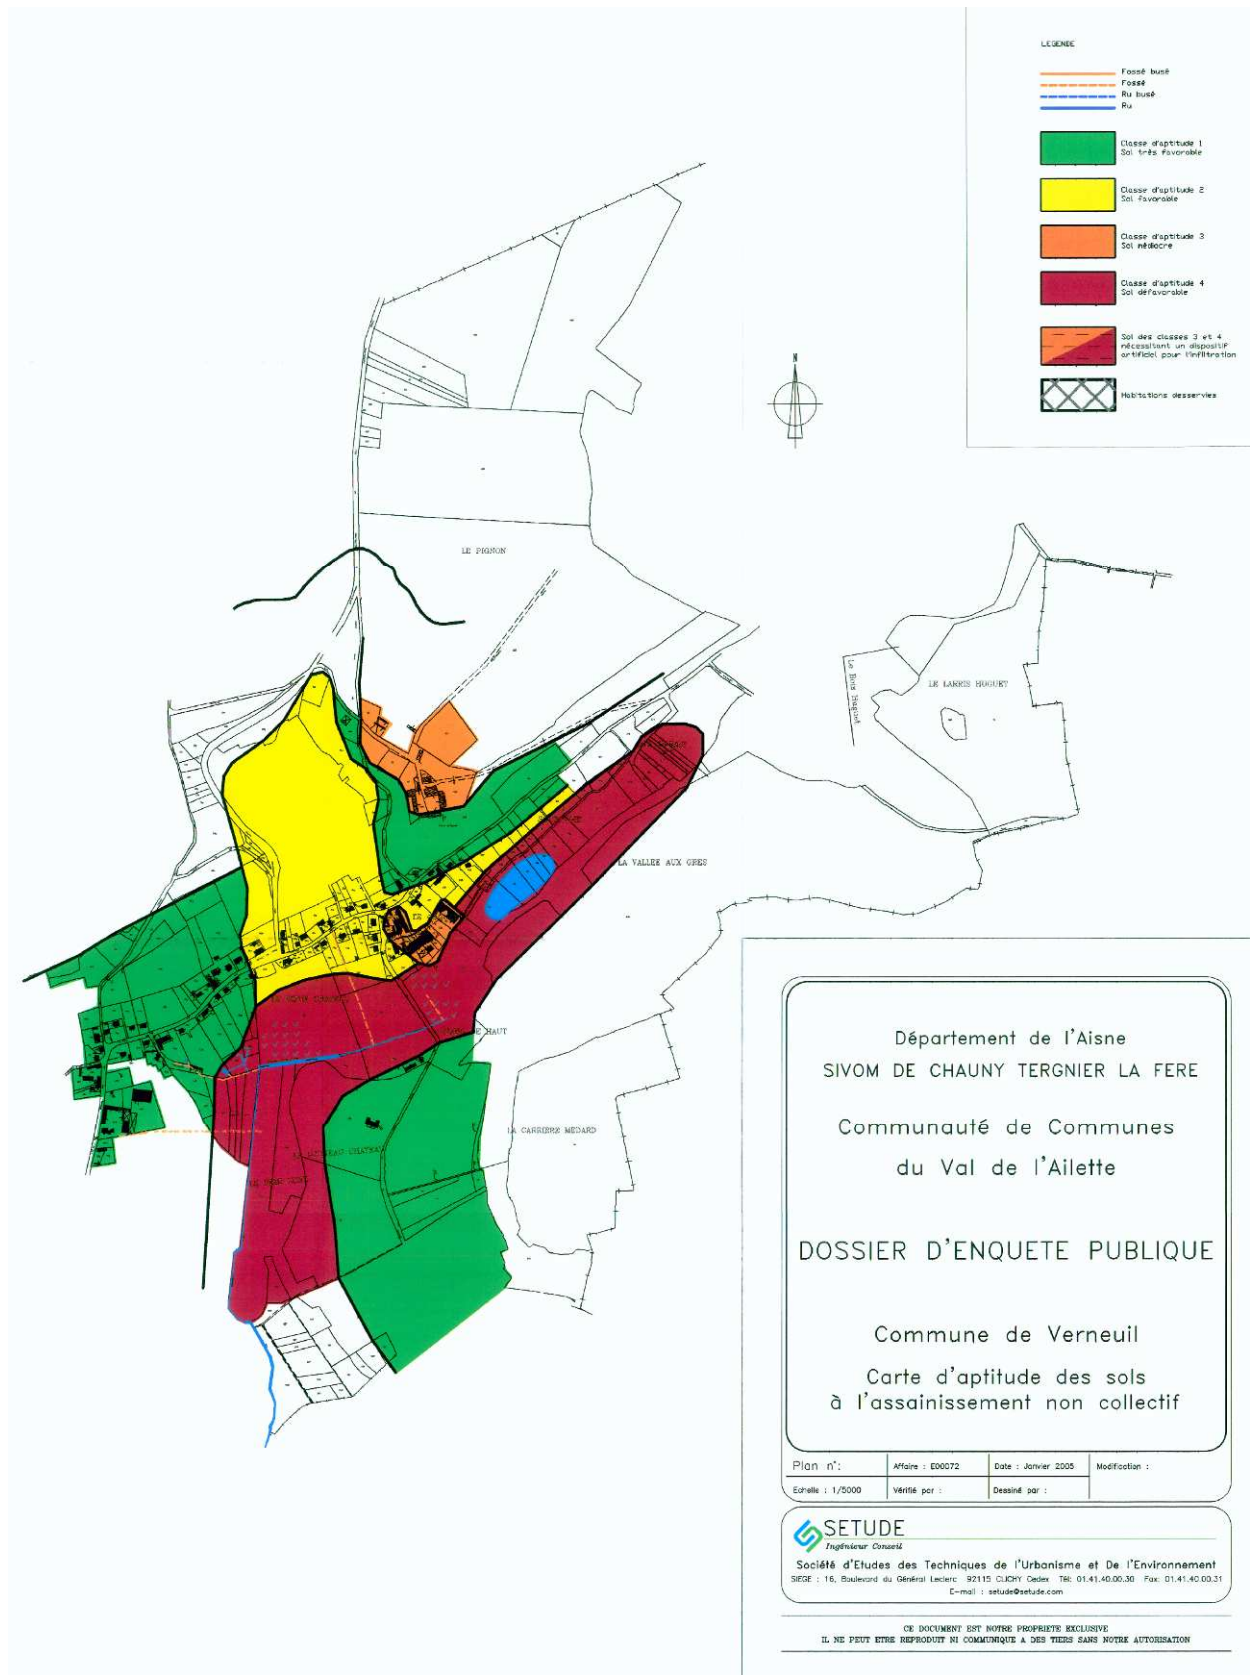 LEGENDE
Fossé busé
Fossé
Ru busé
Ru
Classe d'aptitude 1
Sol très favorable
Classe d'aptitude 2
Sol favorable
Classe d'aptitude 3
Sol médiocre
Classe d'aptitude 4
Sol défavorable
Sol des classes 3 et 4
nécessitant un dispositif
artificiel pour l'infiltration
Habitations desservies
N
LE PIGNON
Le Bois Huguet
LE LARRIS HUGUET
LA VALLEE AUX GRES
HAUT
LA CARRIERE MEDARD
Département de l'Aisne
SIVOM DE CHAUNY TERGNIER LA FERE
Communauté de Communes
du Val de l'Ailette
DOSSIER D'ENQUETE PUBLIQUE
Commune de Verneuil
Carte d'aptitude des sols
à l'assainissement non collectif
Plan n°: Affaire : E00072 Date : Janvier 2005 Modification :
Echelle : 1/5000 Vérifié par : Dessiné par :
SETUDE
Ingénieur Conseil
Société d'Etudes des Techniques de l'Urbanisme et De l'Environnement
SIEGE : 16, Boulevard du Général Leclerc 92115 CLICHY Cedex Tél: 01.41.40.00.30 Fax: 01.41.40.00.31
E-mail : setude@setude.com
CE DOCUMENT EST NOTRE PROPRIETE EXCLUSIVE
IL NE PEUT ETRE REPRODUIT NI COMMUNIQUE A DES TIERS SANS NOTRE AUTORISATION